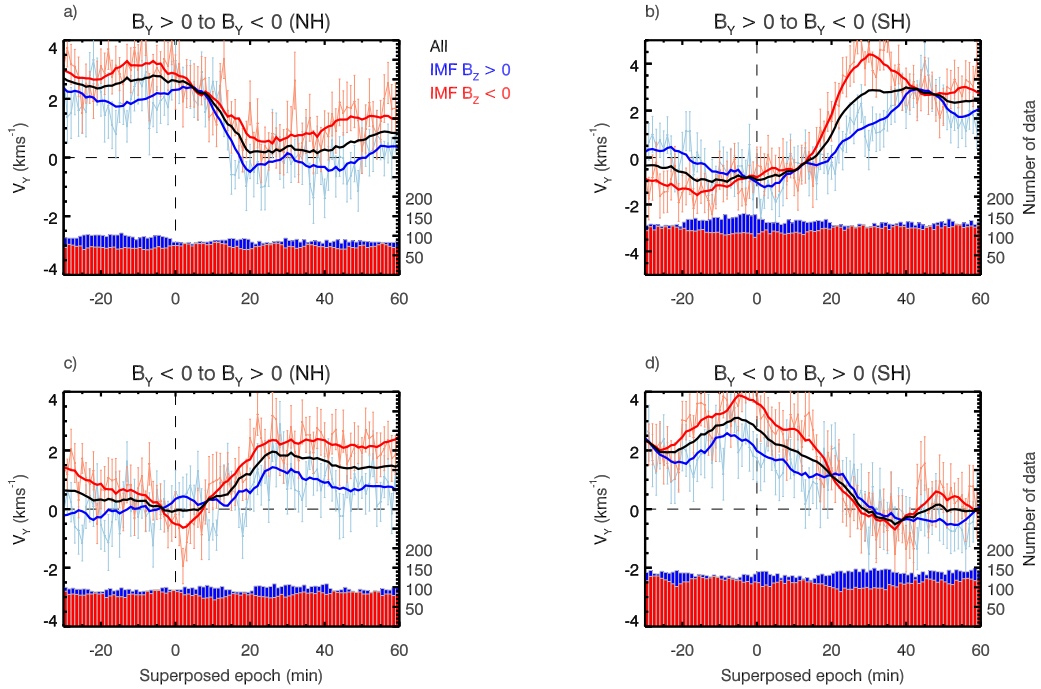 a)
B_Y > 0 to B_Y < 0 (NH)
b)
B_Y > 0 to B_Y < 0 (SH)
All
IMF B_Z > 0
IMF B_Z < 0
V_Y (kms⁻¹)
4
2
0
-2
-4
200
150
100
50
-20
0
20
40
60
V_Y (kms⁻¹)
4
2
0
-2
-4
200
150
100
50
Number of data
-20
0
20
40
60
c)
B_Y < 0 to B_Y > 0 (NH)
d)
B_Y < 0 to B_Y > 0 (SH)
V_Y (kms⁻¹)
4
2
0
-2
-4
200
150
100
50
-20
0
20
40
60
Superposed epoch (min)
V_Y (kms⁻¹)
4
2
0
-2
-4
200
150
100
50
Number of data
-20
0
20
40
60
Superposed epoch (min)